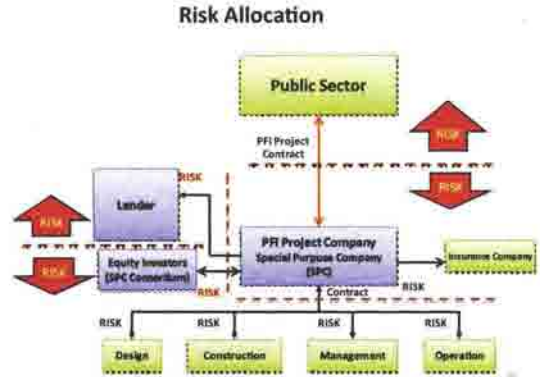 Risk Allocation
Public Sector
RISK
PFI Project
Contract
RISK
RISK
Lender
RISK
PFI Project Company
Special Purpose Company
(SPC)
Insurance Company
Equity Investors
(SPC Consortium)
RISK
RISK
RISK
Contract
RISK
RISK
RISK
RISK
Design
Construction
Management
Operation